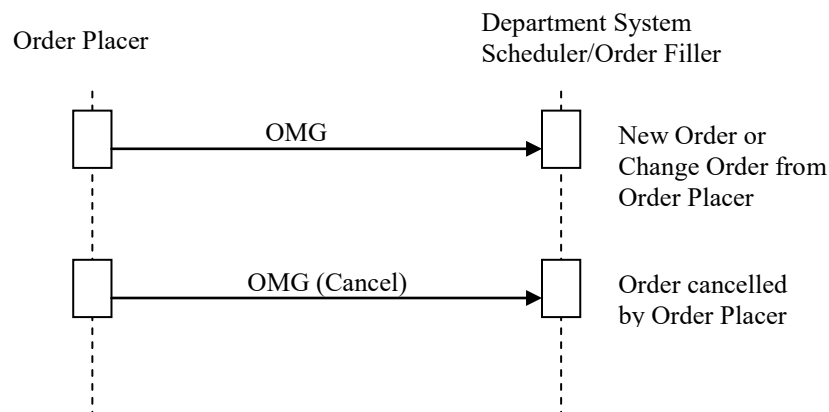 Order Placer
Department System
Scheduler/Order Filler
OMG
New Order or
Change Order from
Order Placer
OMG (Cancel)
Order cancelled
by Order Placer